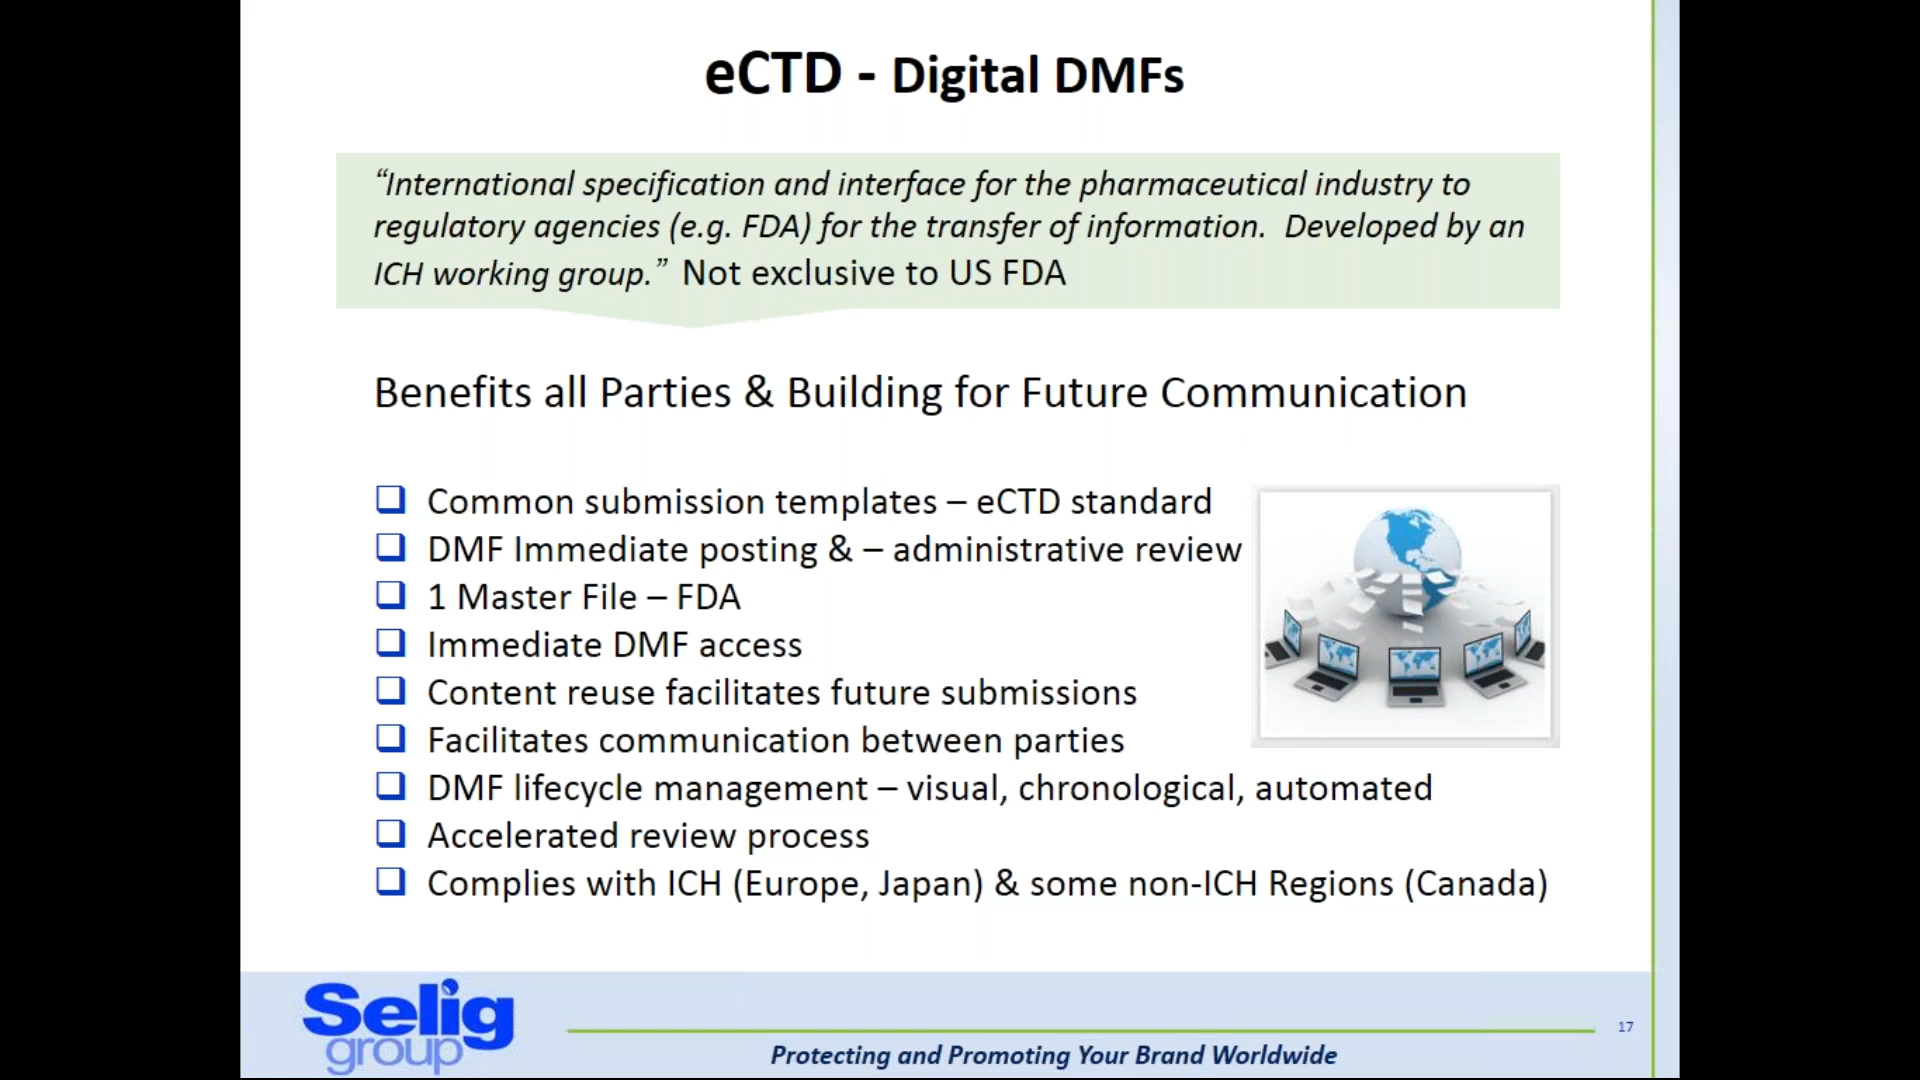 eCTD - Digital DMFs
“International specification and interface for the pharmaceutical industry to
regulatory agencies (e.g. FDA) for the transfer of information.  Developed by an
ICH working group.”  Not exclusive to US FDA
Benefits all Parties & Building for Future Communication
Common submission templates – eCTD standard
DMF Immediate posting & – administrative review
1 Master File – FDA
Immediate DMF access
Content reuse facilitates future submissions
Facilitates communication between parties
DMF lifecycle management – visual, chronological, automated
Accelerated review process
Complies with ICH (Europe, Japan) & some non-ICH Regions (Canada)
Selig
group
17
Protecting and Promoting Your Brand Worldwide